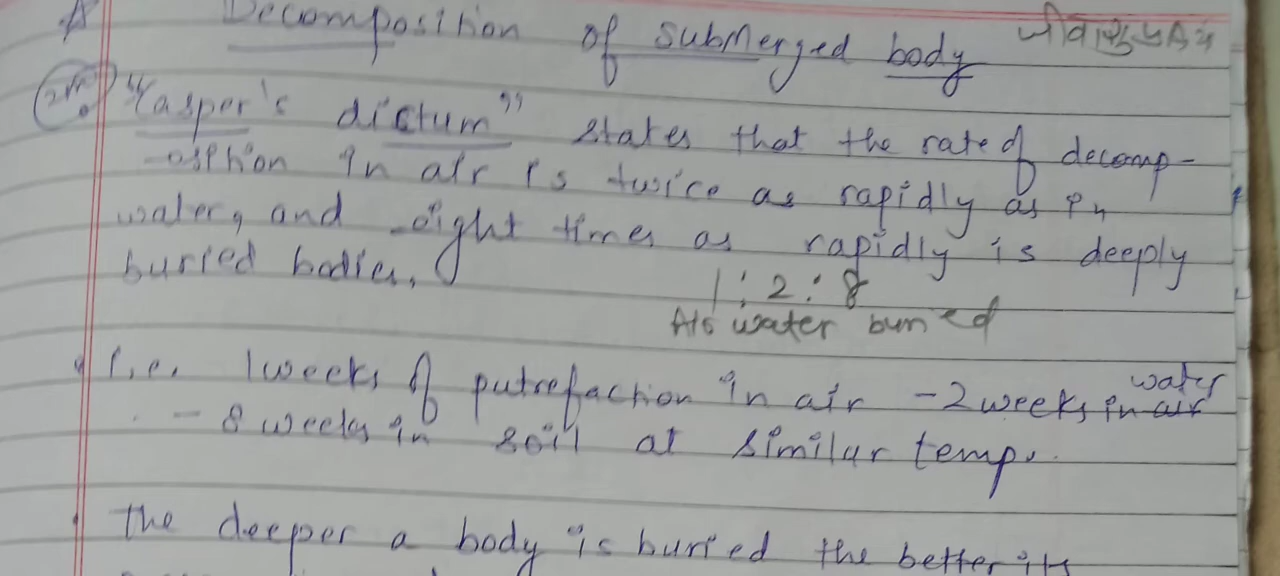 Decomposition of submerged body
2m. "Casper's dictum" states that the rate of decomp-
-osition in air is twice as rapidly as in
water, and eight times as rapidly is deeply
buried bodies.
1 : 2 : 8
Air water buried
i.e. 1 weeks of putrefaction in air - 2 weeks in air water
- 8 weeks in soil at similar temp.
The deeper a body is buried the better its